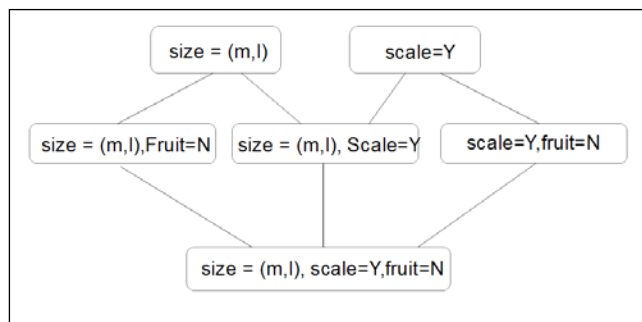 size = (m,l)
scale=Y
size = (m,l),Fruit=N
size = (m,l), Scale=Y
scale=Y,fruit=N
size = (m,l), scale=Y,fruit=N